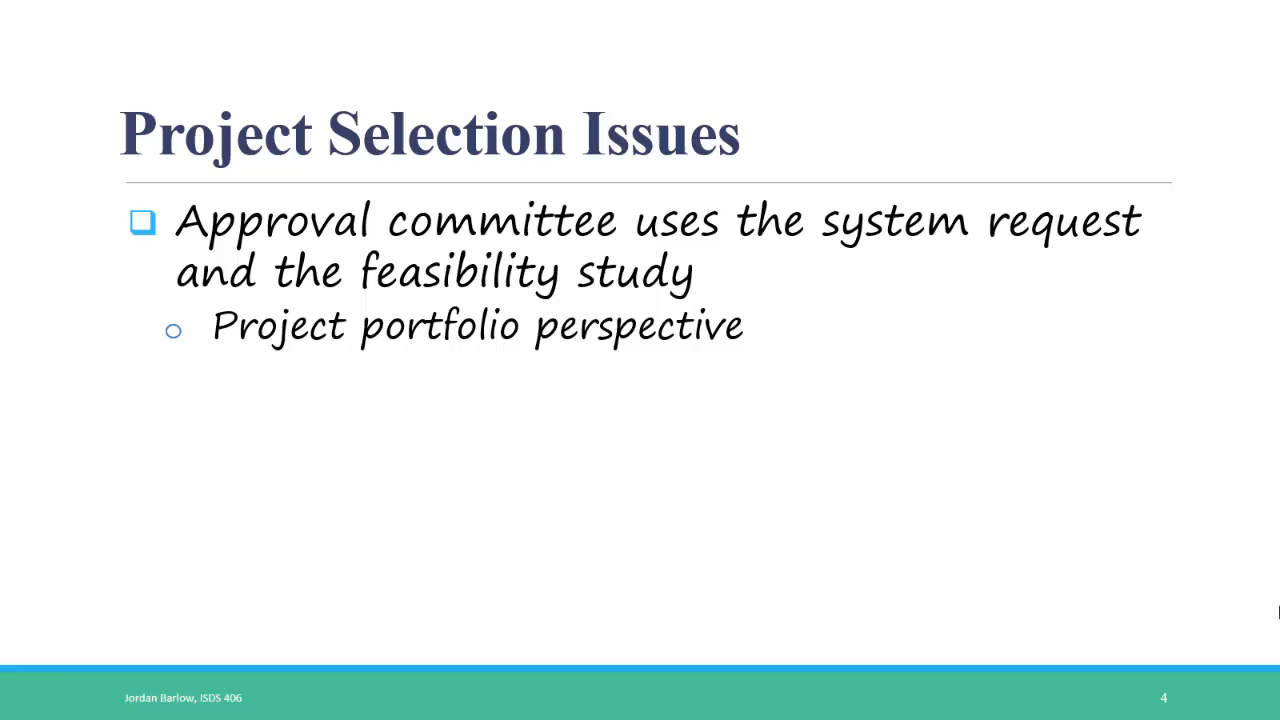 Project Selection Issues
Approval committee uses the system request
and the feasibility study
Project portfolio perspective
Jordan Barlow, ISDS 406
4